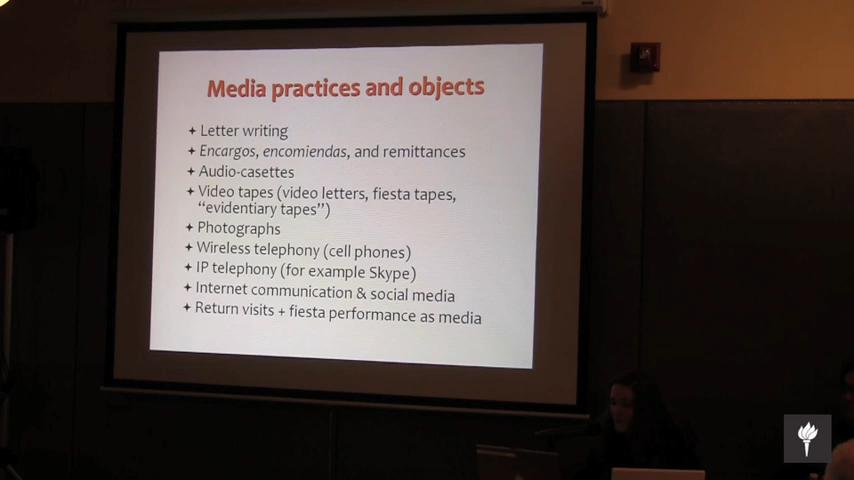 Media practices and objects
Letter writing
Encargos, encomiendas, and remittances
Audio-casettes
Video tapes (video letters, fiesta tapes,
“evidentiary tapes”)
Photographs
Wireless telephony (cell phones)
IP telephony (for example Skype)
Internet communication & social media
Return visits + fiesta performance as media